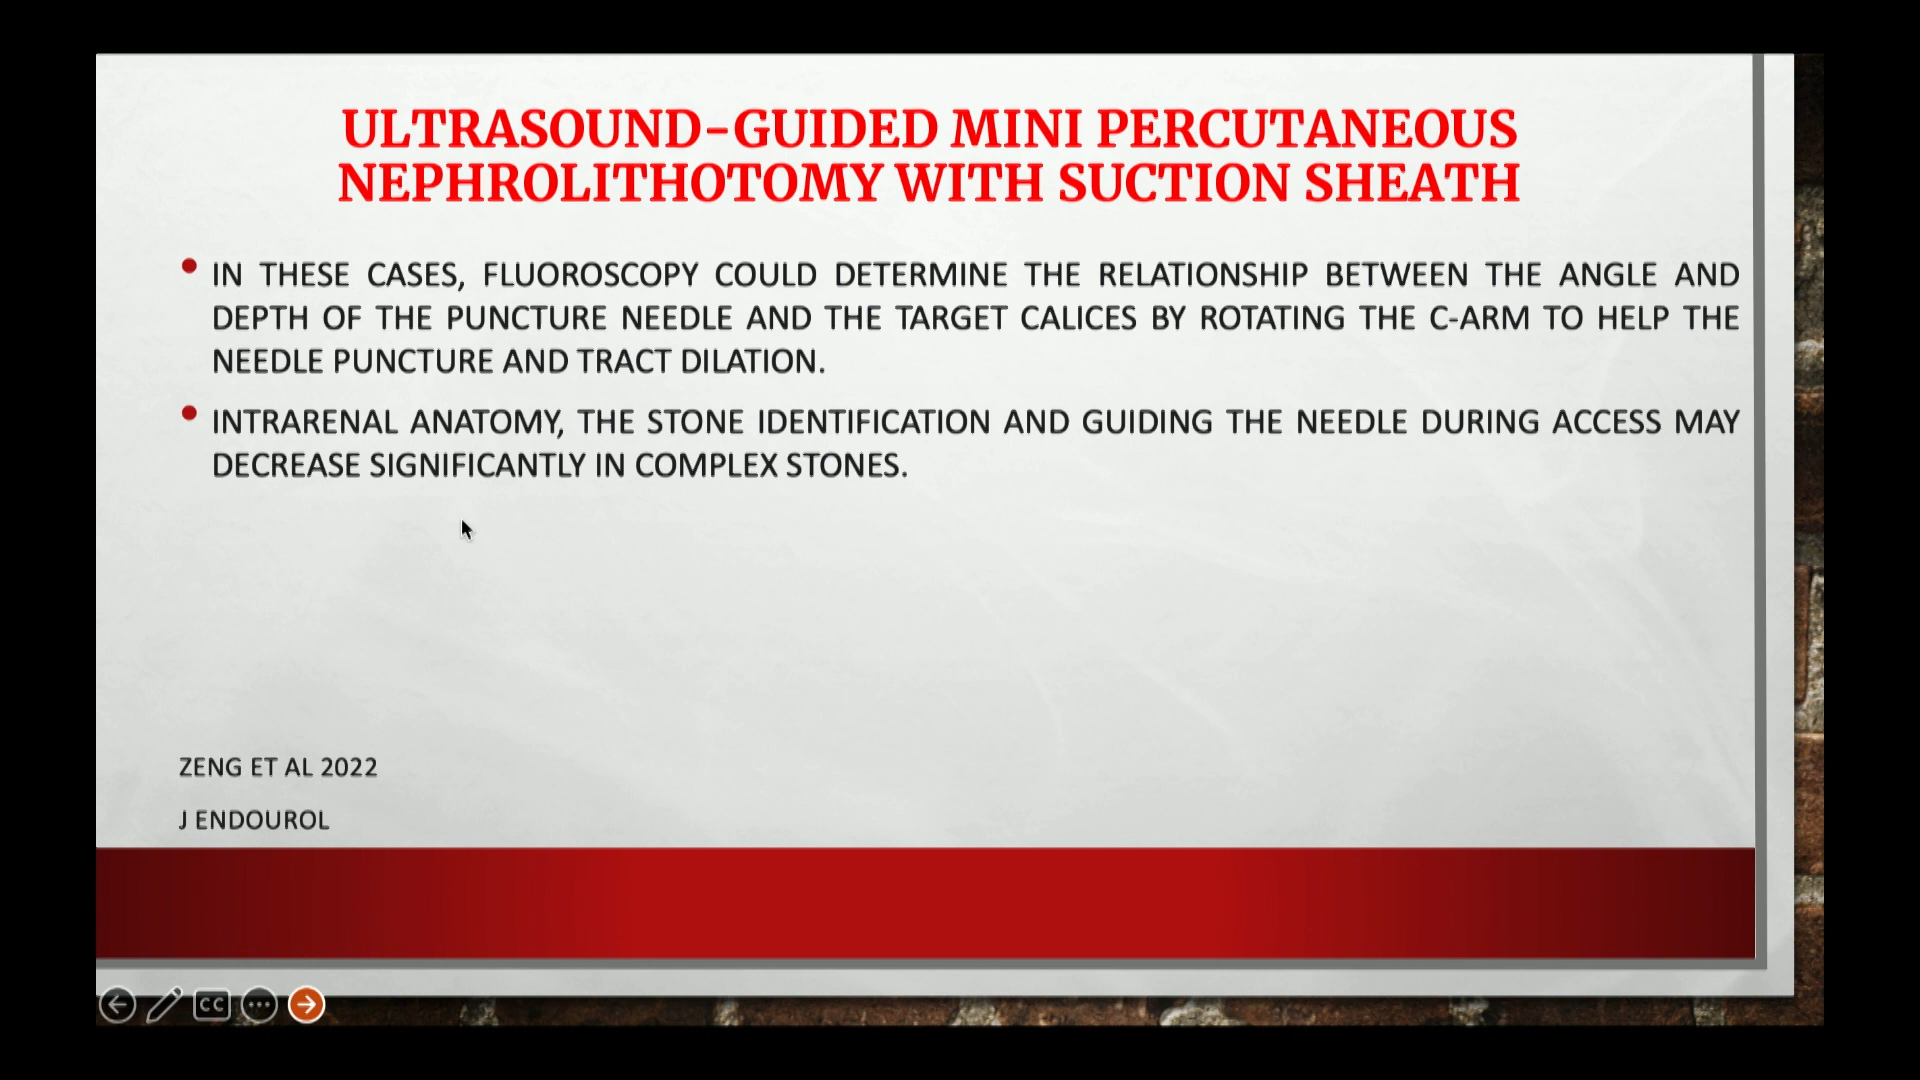 ULTRASOUND-GUIDED MINI PERCUTANEOUS
NEPHROLITHOTOMY WITH SUCTION SHEATH
• IN THESE CASES, FLUOROSCOPY COULD DETERMINE THE RELATIONSHIP BETWEEN THE ANGLE AND
DEPTH OF THE PUNCTURE NEEDLE AND THE TARGET CALICES BY ROTATING THE C-ARM TO HELP THE
NEEDLE PUNCTURE AND TRACT DILATION.
• INTRARENAL ANATOMY, THE STONE IDENTIFICATION AND GUIDING THE NEEDLE DURING ACCESS MAY
DECREASE SIGNIFICANTLY IN COMPLEX STONES.
ZENG ET AL 2022
J ENDOUROL
CC